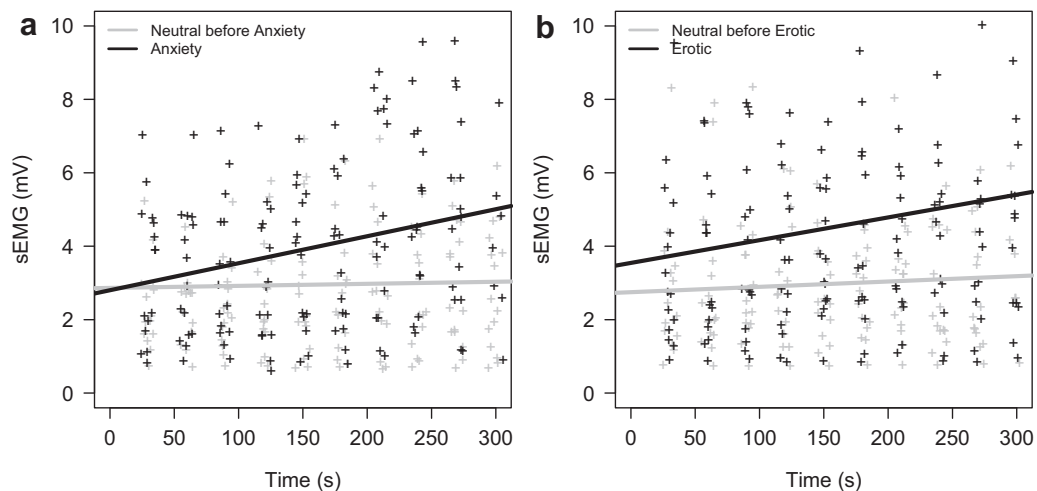 a
Neutral before Anxiety
Anxiety
sEMG (mV)
10
8
6
4
2
0
0 50 100 150 200 250 300
Time (s)
b
Neutral before Erotic
Erotic
sEMG (mV)
10
8
6
4
2
0
0 50 100 150 200 250 300
Time (s)